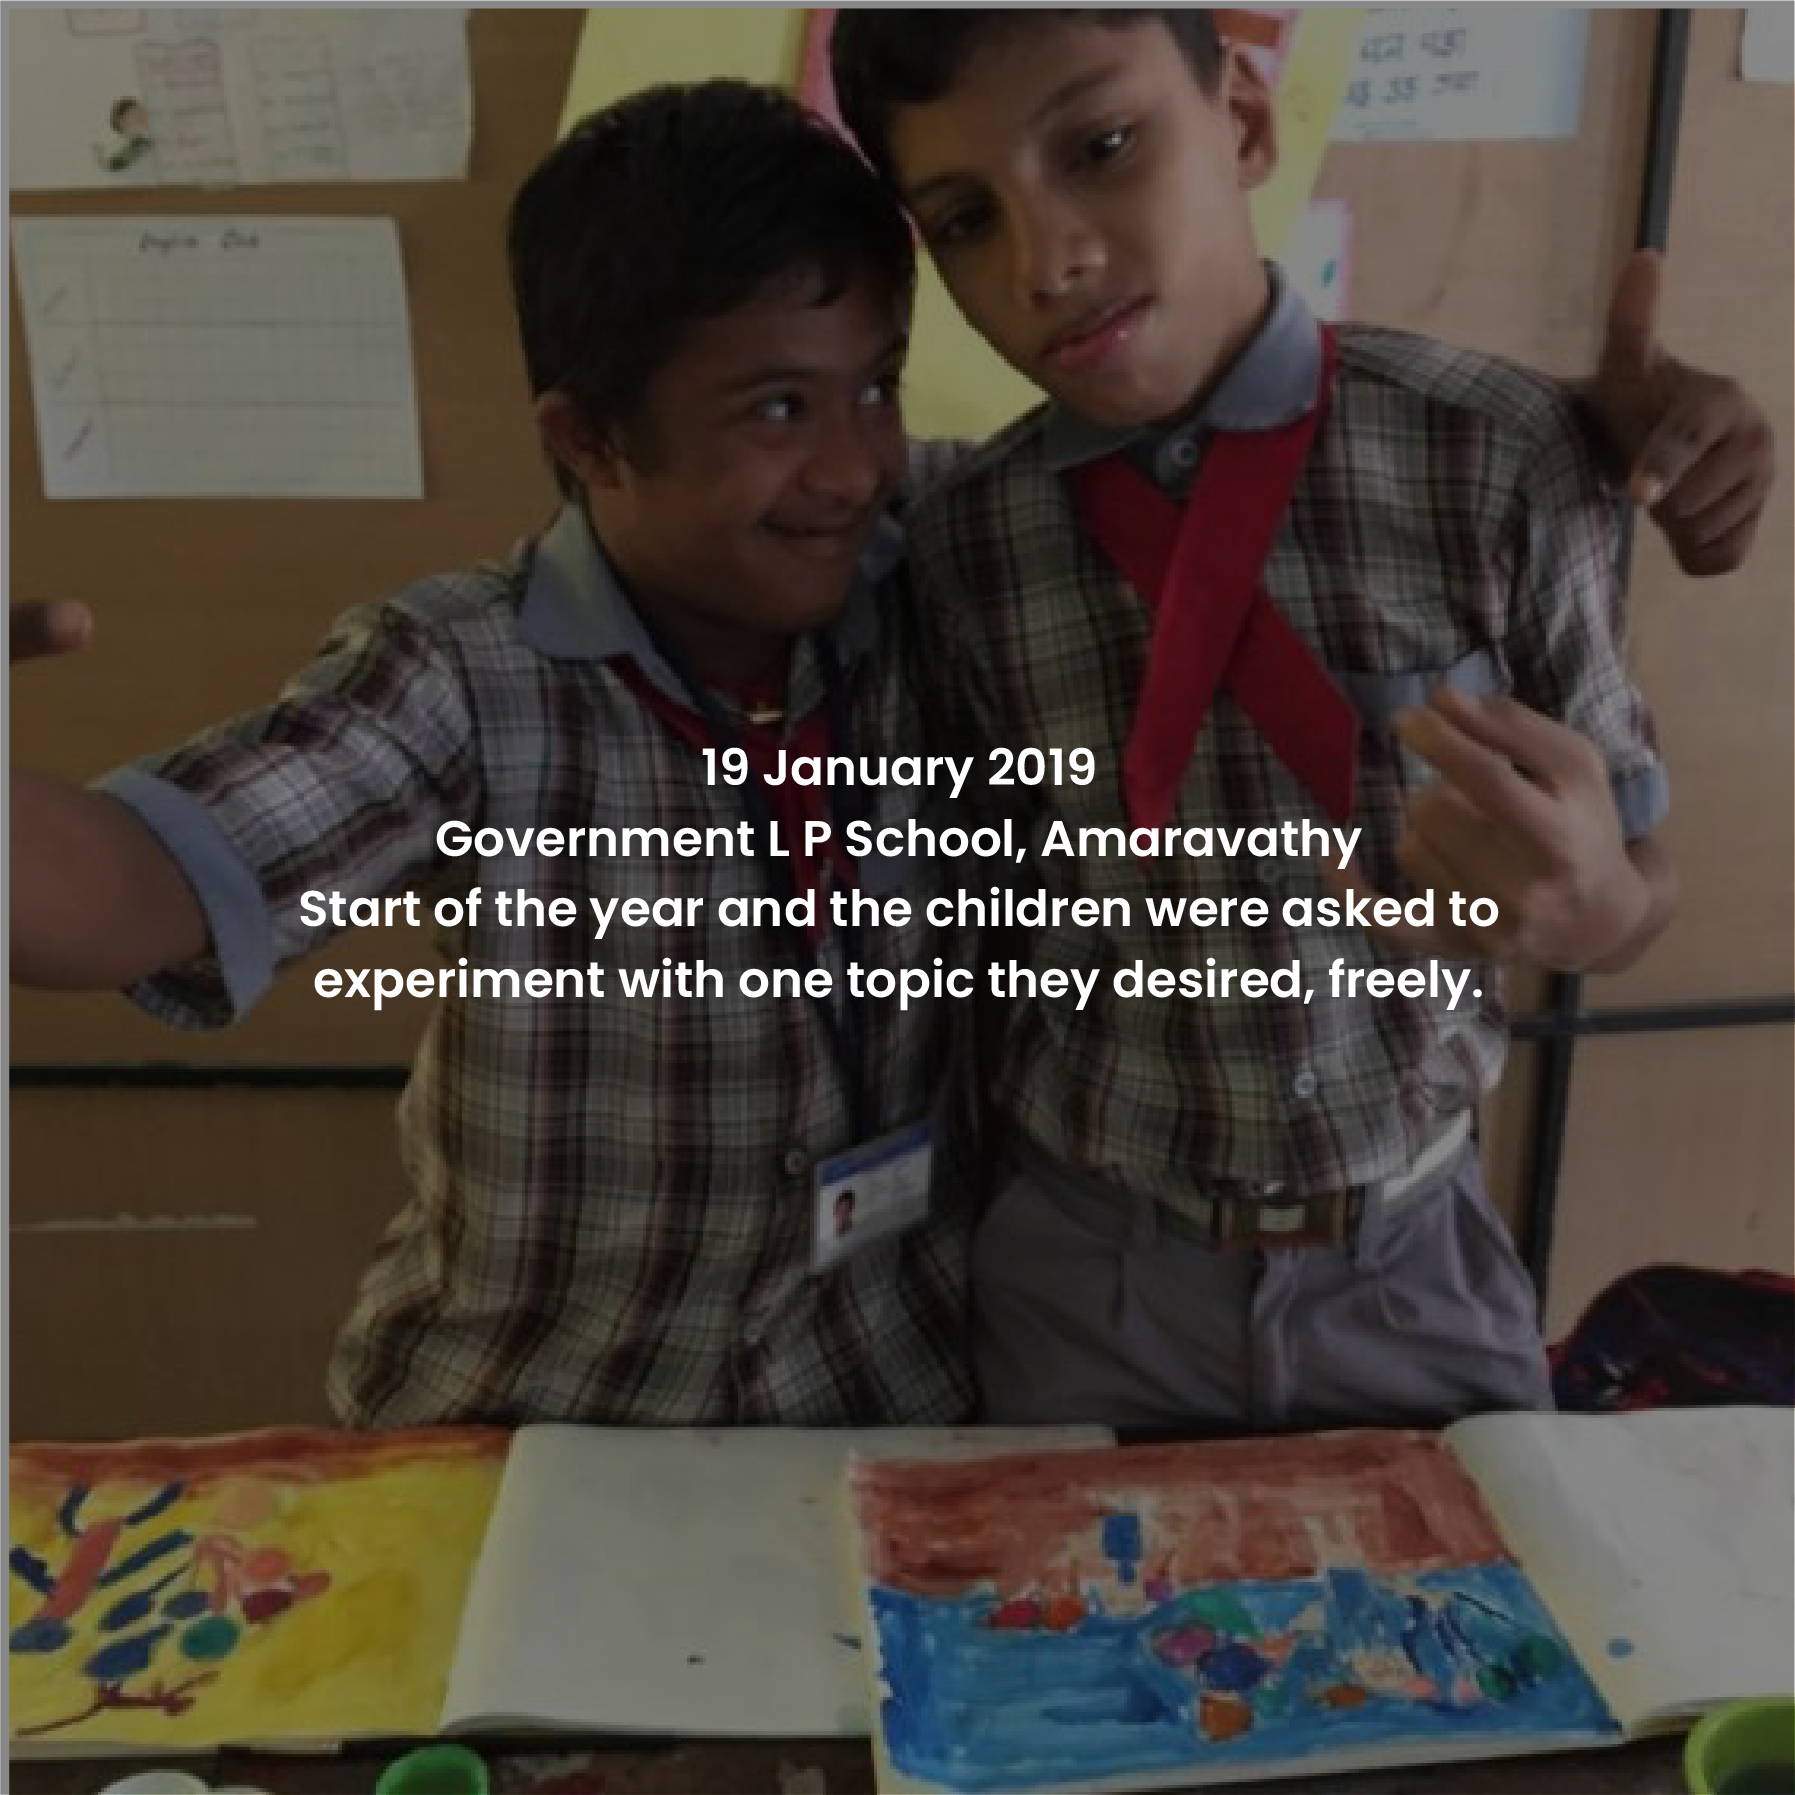 19 January 2019
Government L P School, Amaravathy
Start of the year and the children were asked to
experiment with one topic they desired, freely.